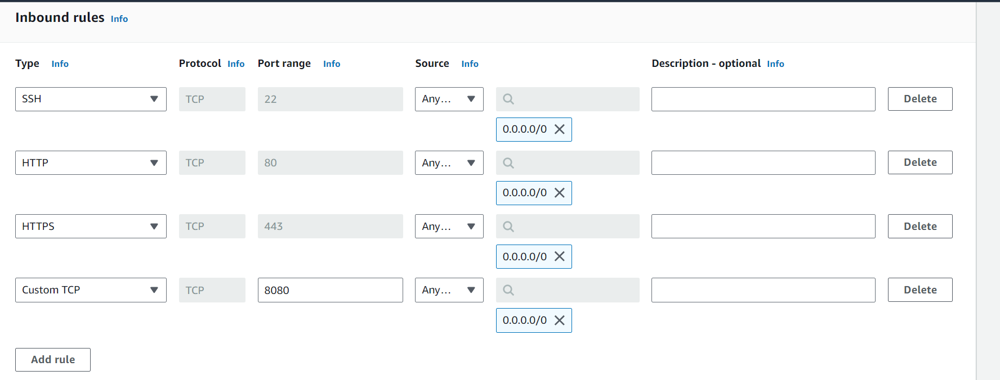 Inbound rules Info
Type Info Protocol Info Port range Info Source Info Description - optional Info
SSH TCP 22 Any... Delete
0.0.0.0/0
HTTP TCP 80 Any... Delete
0.0.0.0/0
HTTPS TCP 443 Any... Delete
0.0.0.0/0
Custom TCP TCP 8080 Any... Delete
0.0.0.0/0
Add rule